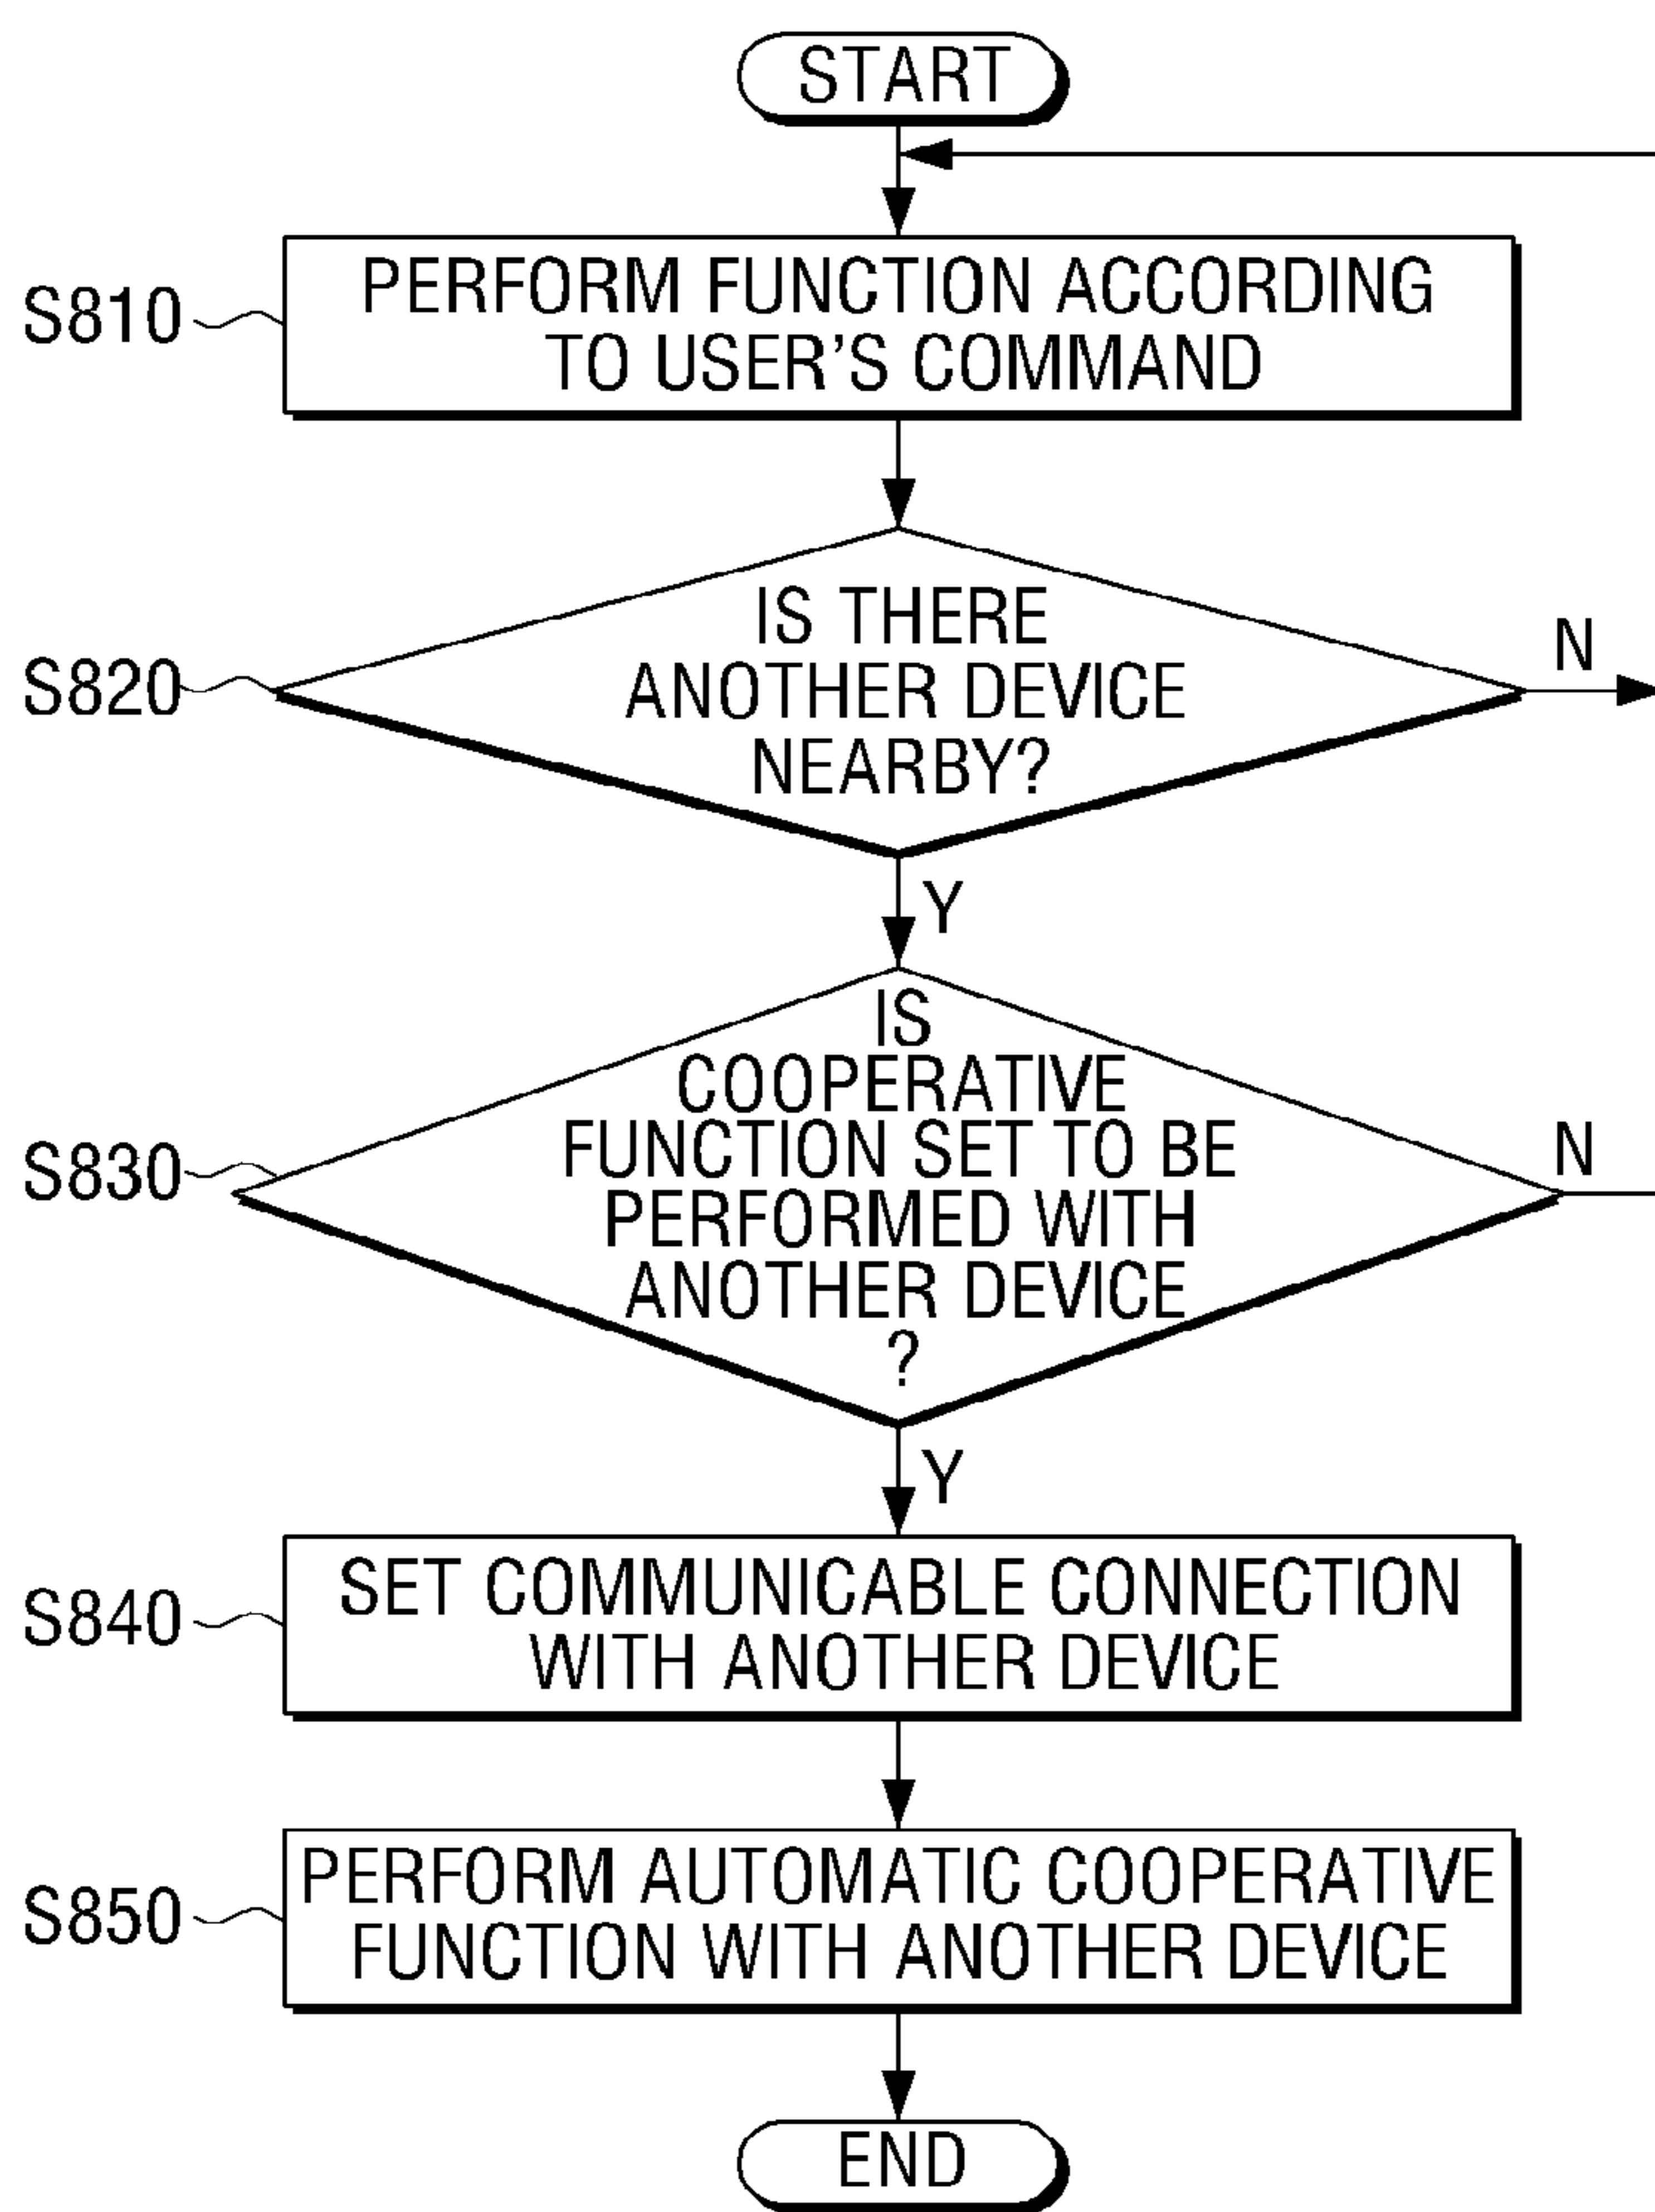 START
S810
PERFORM FUNCTION ACCORDING
TO USER'S COMMAND
S820
IS THERE
ANOTHER DEVICE
NEARBY?
N
Y
S830
IS
COOPERATIVE
FUNCTION SET TO BE
PERFORMED WITH
ANOTHER DEVICE
?
N
Y
S840
SET COMMUNICABLE CONNECTION
WITH ANOTHER DEVICE
S850
PERFORM AUTOMATIC COOPERATIVE
FUNCTION WITH ANOTHER DEVICE
END